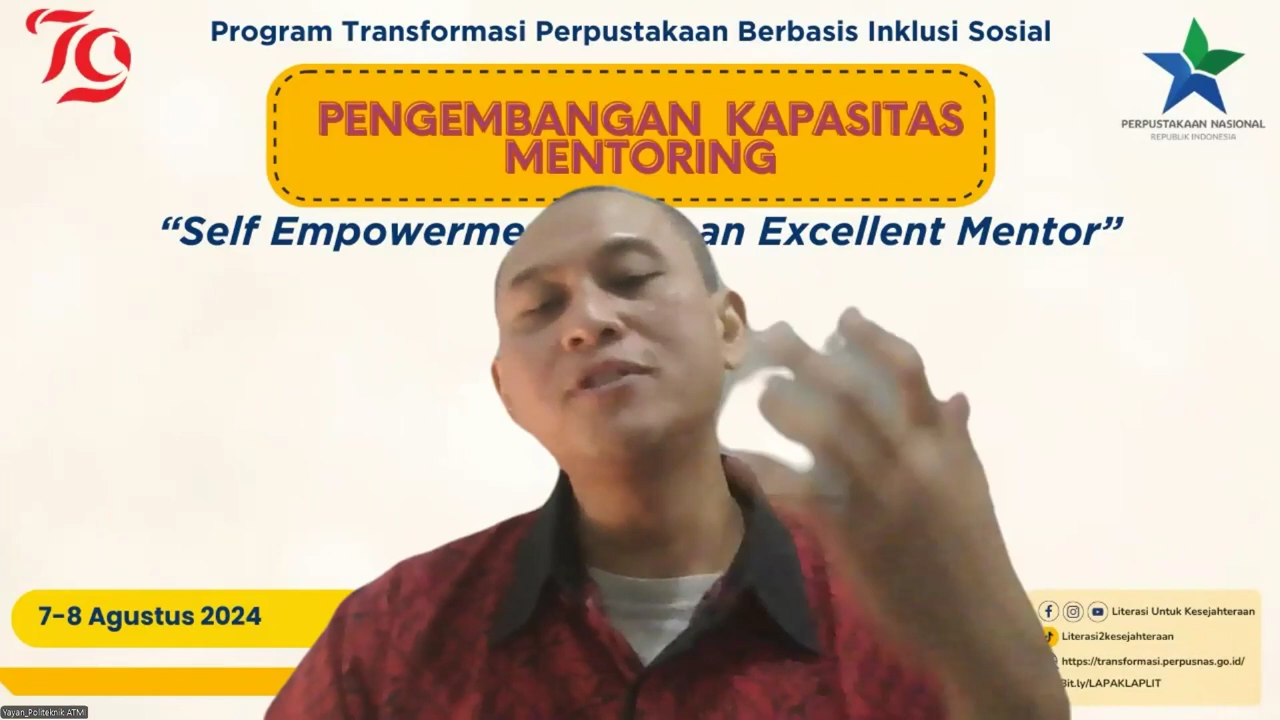 79
Program Transformasi Perpustakaan Berbasis Inklusi Sosial
PERPUSTAKAAN NASIONAL
REPUBLIK INDONESIA
PENGEMBANGAN KAPASITAS
MENTORING
“Self Empowerme an Excellent Mentor”
7-8 Agustus 2024
Literasi Untuk Kesejahteraan
Literasi2kesejahteraan
https://transformasi.perpusnas.go.id/
Bit.ly/LAPAKLAPLIT
Yayan_Politeknik ATMI